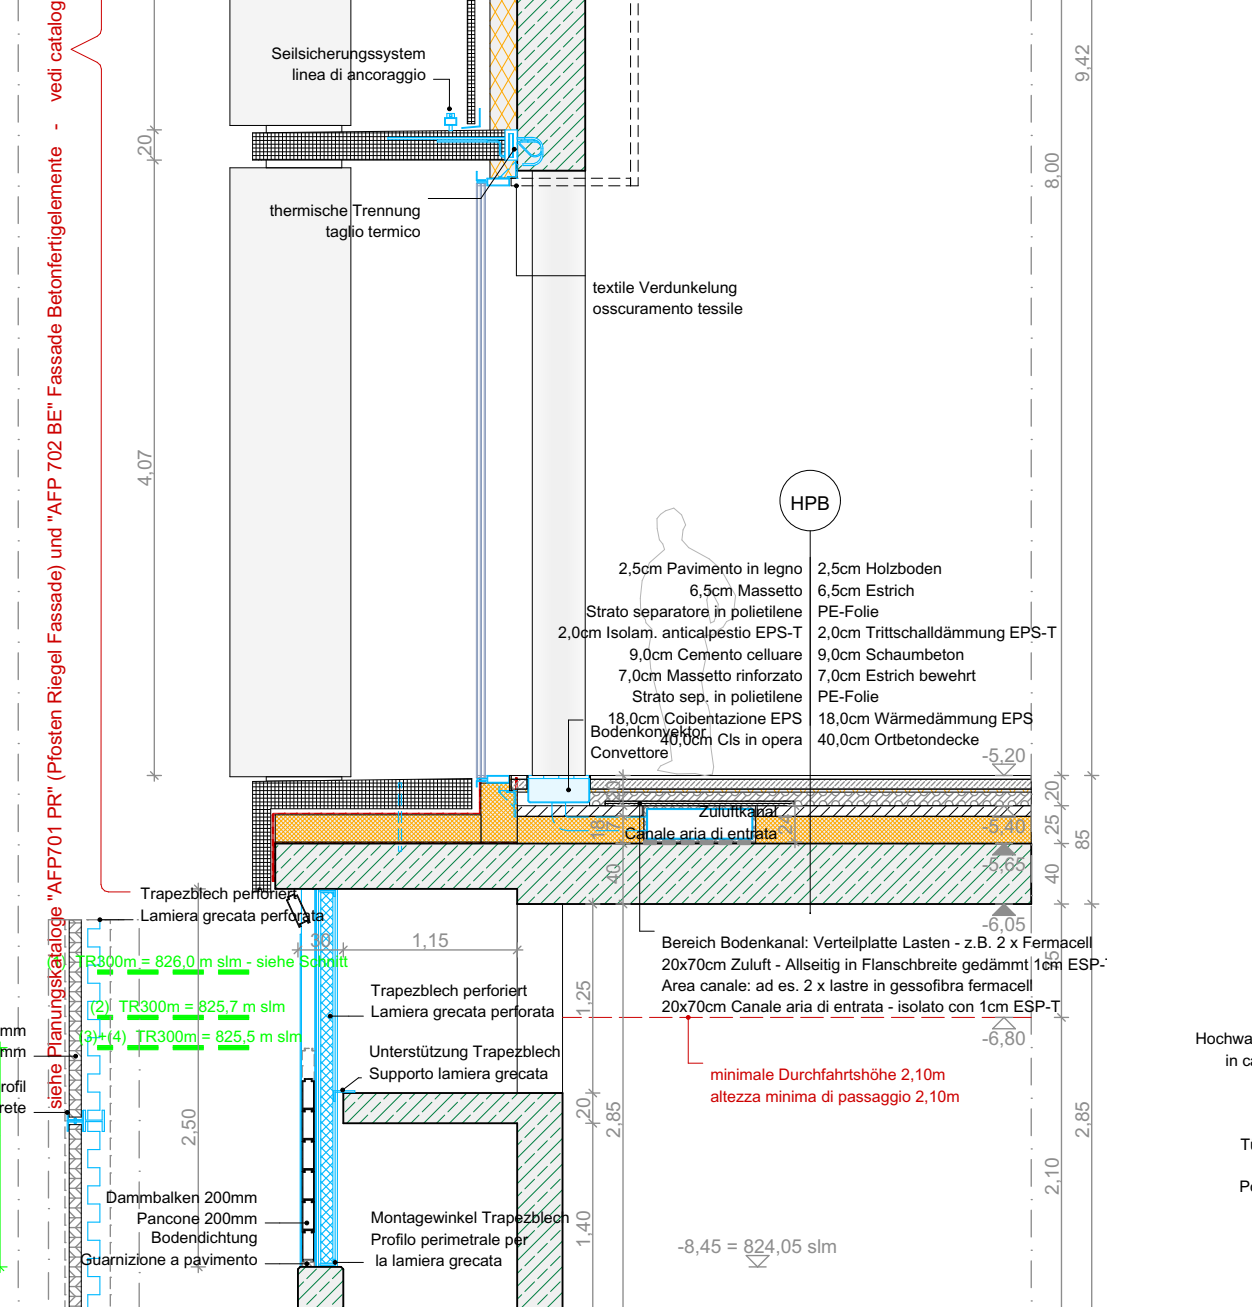 siehe Planungskataloge "AFP701 PR" (Pfosten Riegel Fassade) und "AFP 702 BE" Fassade Betonfertigelemente - vedi
Seilsicherungssystem
linea di ancoraggio
9,42
20
8,00
thermische Trennung
taglio termico
textile Verdunkelung
osscuramento tessile
4,07
HPB
2,5cm Pavimento in legno
2,5cm Holzboden
6,5cm Massetto
6,5cm Estrich
Strato separatore in polietilene
PE-Folie
2,0cm Isolam. anticalpestio EPS-T
2,0cm Trittschalldämmung EPS-T
9,0cm Cemento celluare
9,0cm Schaumbeton
7,0cm Massetto rinforzato
7,0cm Estrich bewehrt
Strato sep. in polietilene
PE-Folie
18,0cm Coibentazione EPS
18,0cm Wärmedämmung EPS
40,0cm Cls in opera
40,0cm Ortbetondecke
Bodenkonvektor
Convettore
-5,20
20
Zuluftkanal
Canale aria di entrata
18
7
24
-5,40
25
85
-5,65
40
40
-6,05
Trapezblech perforiert
Lamiera grecata perforata
1,15
Bereich Bodenkanal: Verteilplatte Lasten - z.B. 2 x Fermacell
20x70cm Zuluft - Allseitig in Flanschbreite gedämmt 1cm ESP-
Area canale: ad es. 2 x lastre in gessofibra fermacell
20x70cm Canale aria di entrata - isolato con 1cm ESP-T
TR300m = 826,0 m slm - siehe Schnitt
(2) TR300m = 825,7 m slm
(3)+(4) TR300m = 825,5 m slm
Trapezblech perforiert
Lamiera grecata perforata
1,25
-6,80
Unterstützung Trapezblech
Supporto lamiera grecata
minimale Durchfahrtshöhe 2,10m
altezza minima di passaggio 2,10m
20
2,85
2,85
2,50
2,10
1,40
Dammbalken 200mm
Pancone 200mm
Bodendichtung
Guarnizione a pavimento
Montagewinkel Trapezblech
Profilo perimetrale per
la lamiera grecata
-8,45 = 824,05 slm
mm
mm